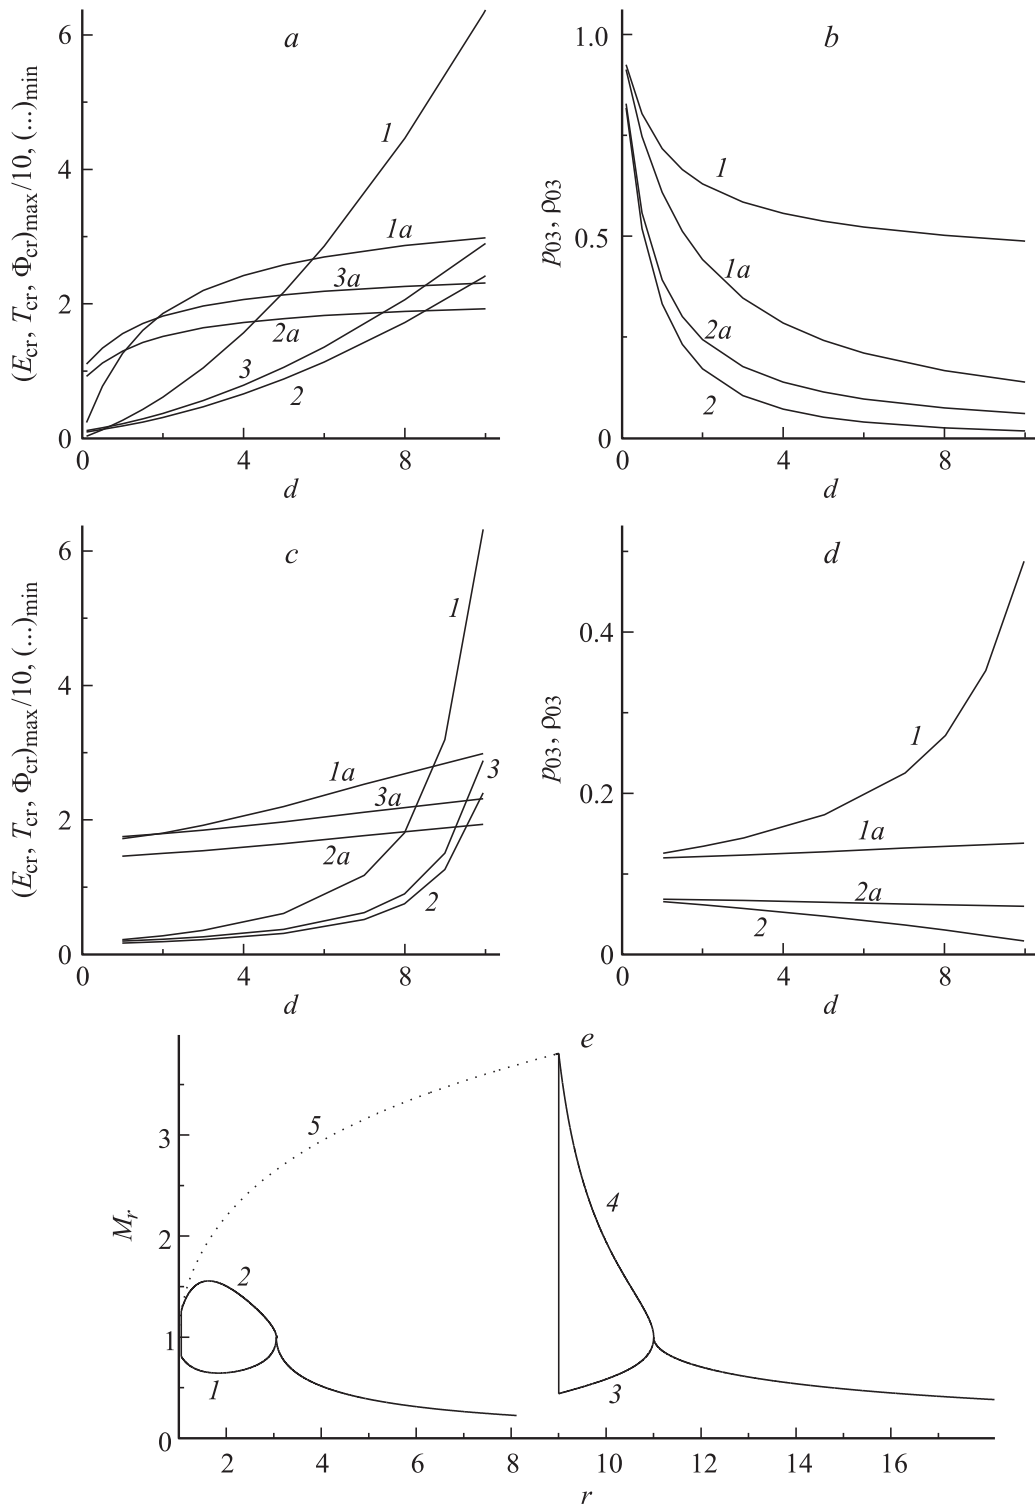 (E_cr, T_cr, Φ_cr)_max/10, (...)_min
a
6
4
2
0
1
1a
3a
2a
3
2
0 4 8
d
p_03, ρ_03
b
1.0
0.5
0
1
1a
2a
2
0 4 8
d
(E_cr, T_cr, Φ_cr)_max/10, (...)_min
c
6
4
2
0
1
1a
3a
3
2a
2
0 4 8
d
p_03, ρ_03
d
0.4
0.2
0
1
1a
2a
2
0 4 8
d
M_r
e
3
2
1
0
5
4
2
1
3
2 4 6 8 10 12 14 16
r